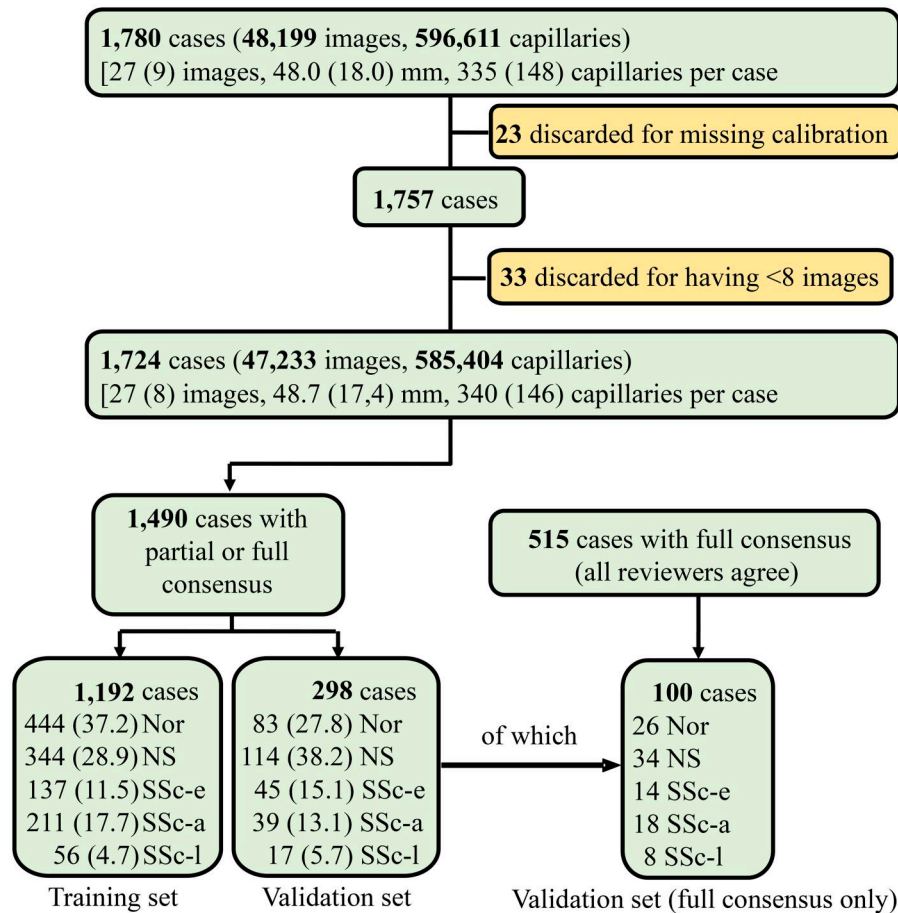 1,780 cases (48,199 images, 596,611 capillaries)
[27 (9) images, 48.0 (18.0) mm, 335 (148) capillaries per case
23 discarded for missing calibration
1,757 cases
33 discarded for having <8 images
1,724 cases (47,233 images, 585,404 capillaries)
[27 (8) images, 48.7 (17,4) mm, 340 (146) capillaries per case
1,490 cases with
partial or full
consensus
515 cases with full consensus
(all reviewers agree)
1,192 cases
444 (37.2) Nor
344 (28.9) NS
137 (11.5) SSc-e
211 (17.7) SSc-a
56 (4.7) SSc-l
Training set
298 cases
83 (27.8) Nor
114 (38.2) NS
45 (15.1) SSc-e
39 (13.1) SSc-a
17 (5.7) SSc-l
Validation set
of which
100 cases
26 Nor
34 NS
14 SSc-e
18 SSc-a
8 SSc-l
Validation set (full consensus only)